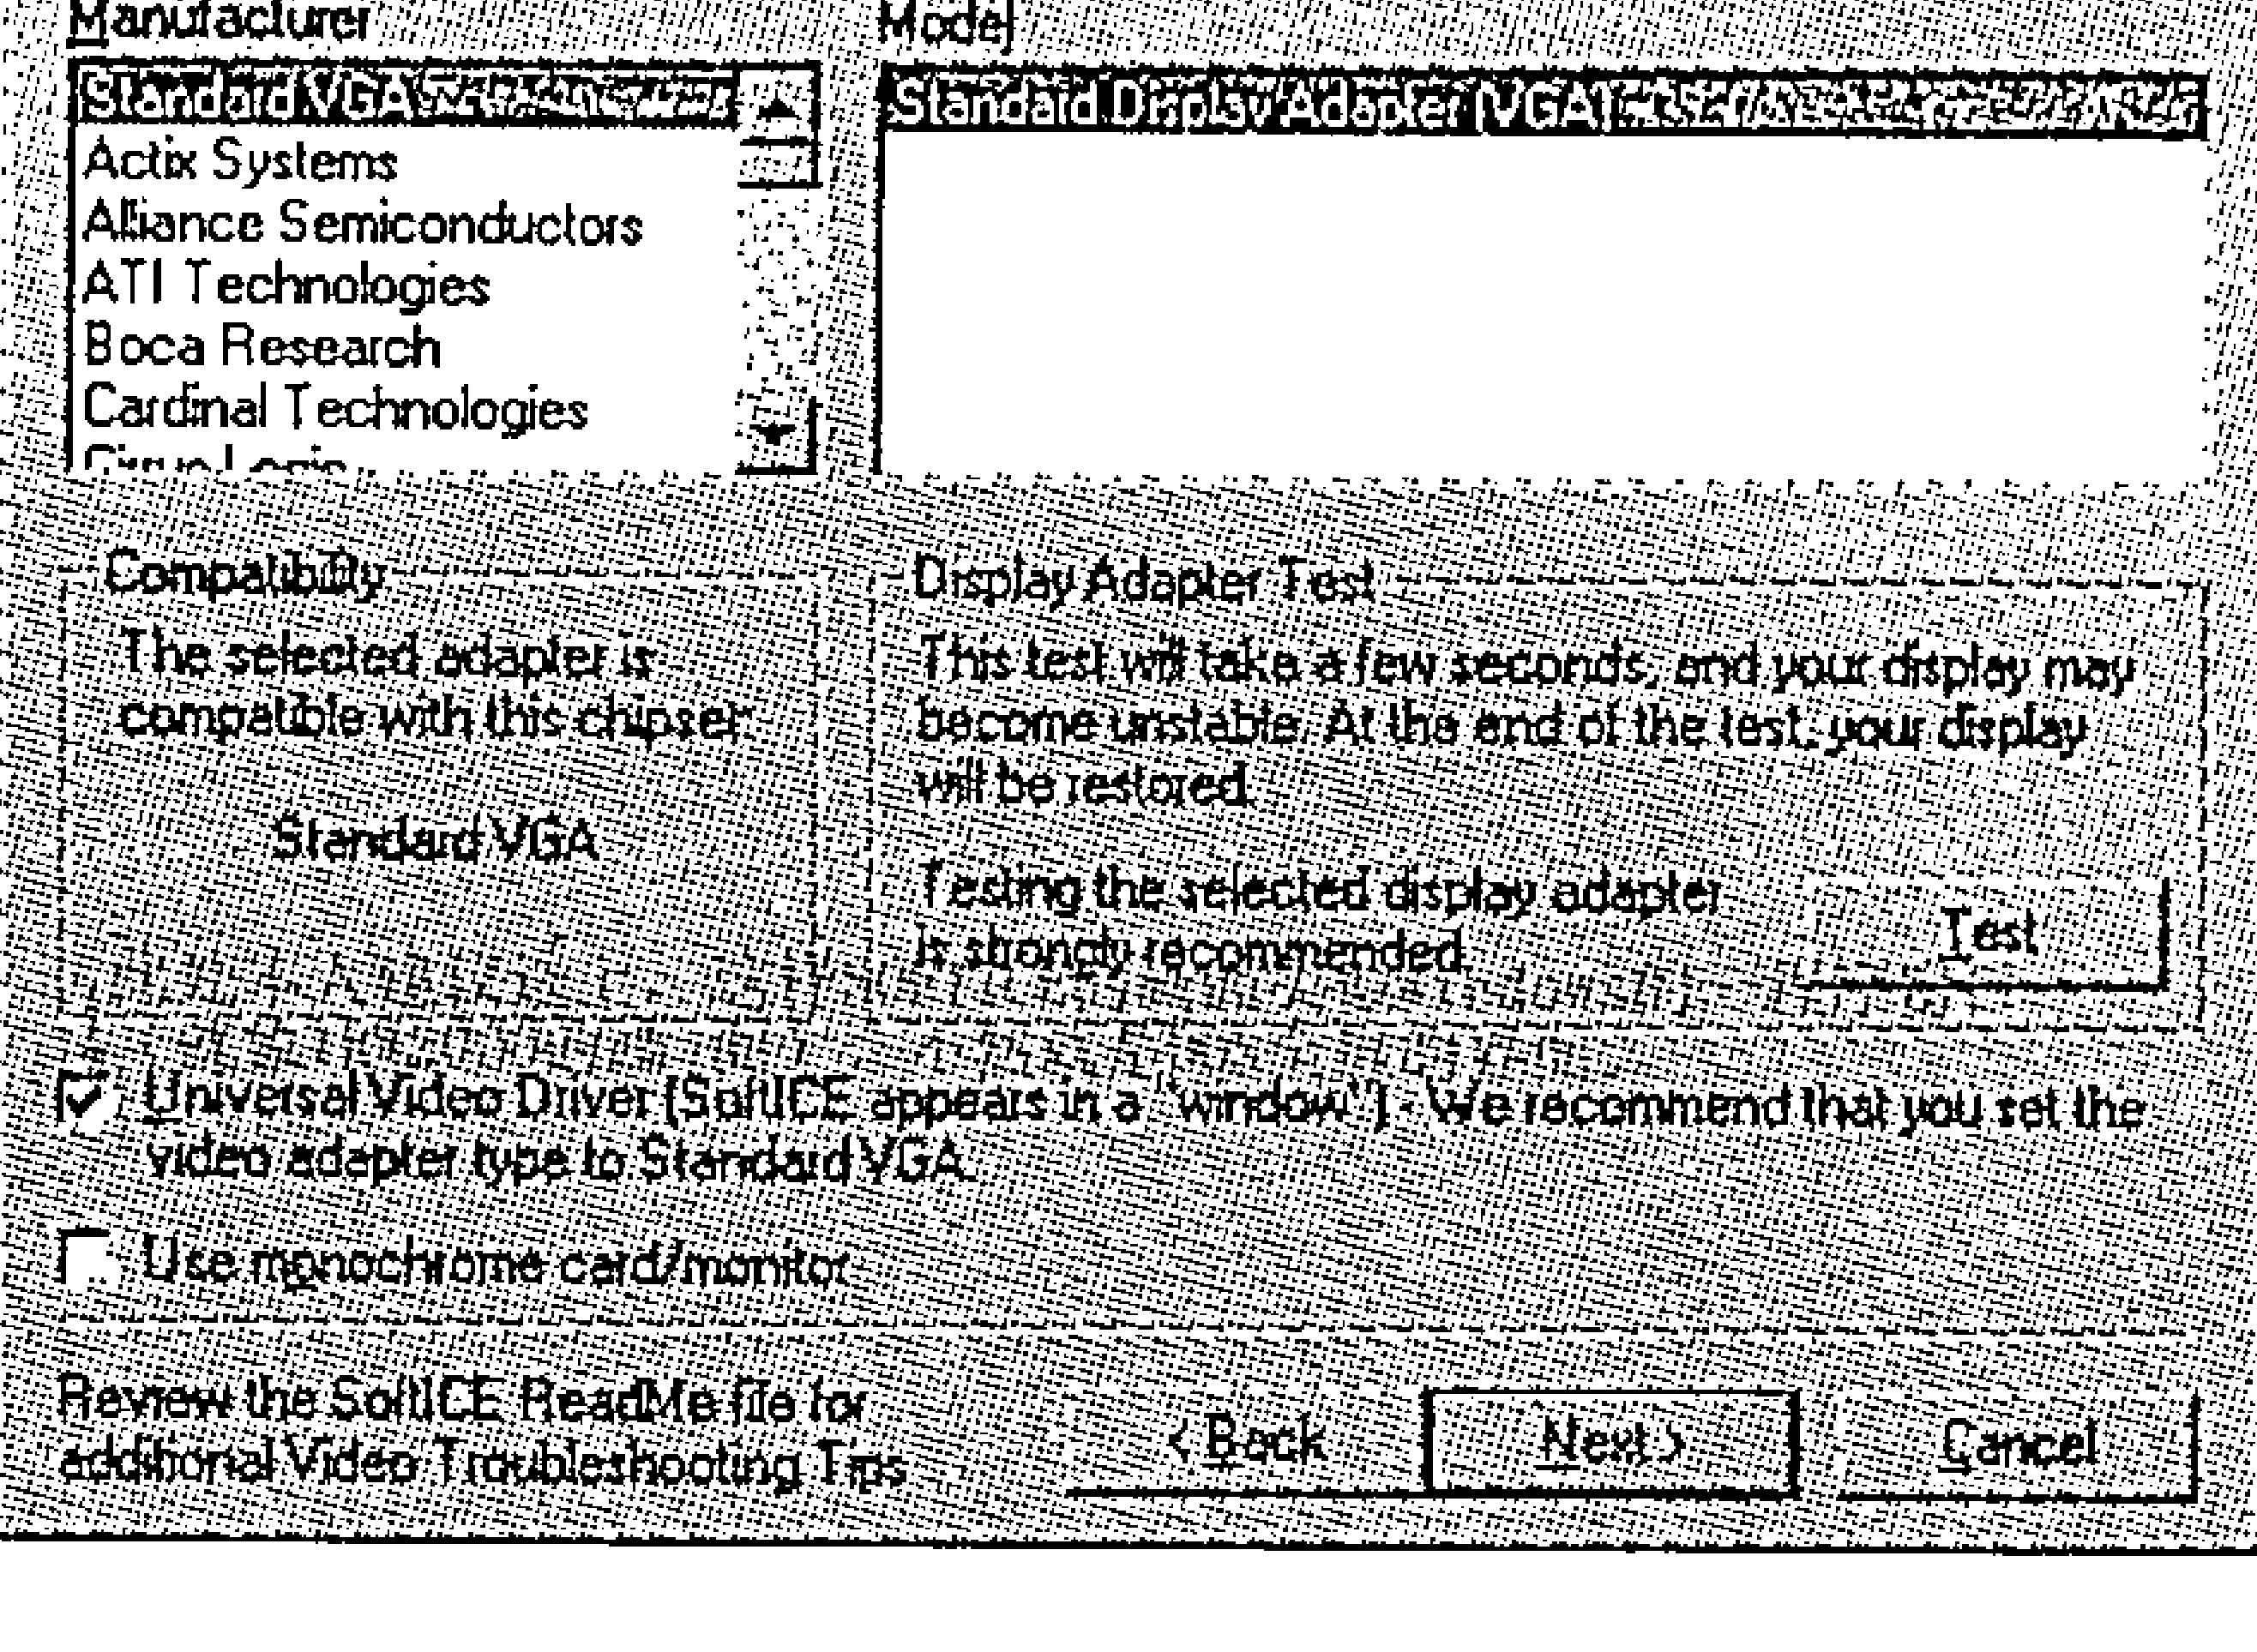 Manufacturer
Model
Standard VGA
Standard Display Adapter (VGA)
Actix Systems
Alliance Semiconductors
ATI Technologies
Boca Research
Cardinal Technologies
Cirrus Logic
Compatibility
The selected adapter is
compatible with this chipset:
Standard VGA
Display Adapter Test
This test will take a few seconds, and your display may
become unstable. At the end of the test, your display
will be restored.
Testing the selected display adapter
is strongly recommended.
Test
Universal Video Driver (SoftICE appears in a "window") - We recommend that you set the
video adapter type to Standard VGA.
Use monochrome card/monitor
Review the SoftICE ReadMe file for
additional Video Troubleshooting Tips
< Back
Next >
Cancel